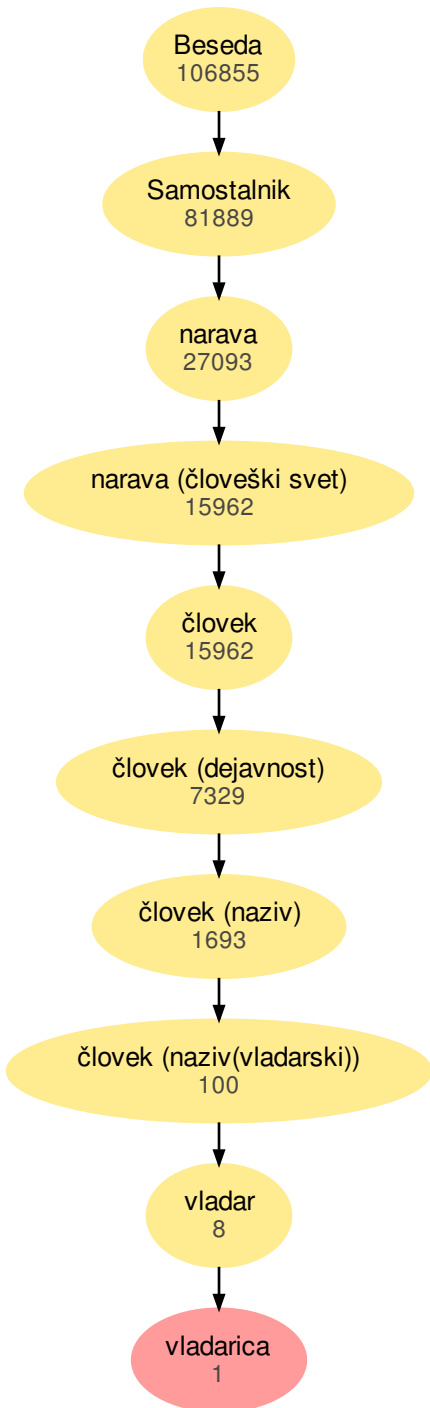 Beseda
106855
Samostalnik
81889
narava
27093
narava (človeški svet)
15962
človek
15962
človek (dejavnost)
7329
človek (naziv)
1693
človek (naziv(vladarski))
100
vladar
8
vladarica
1